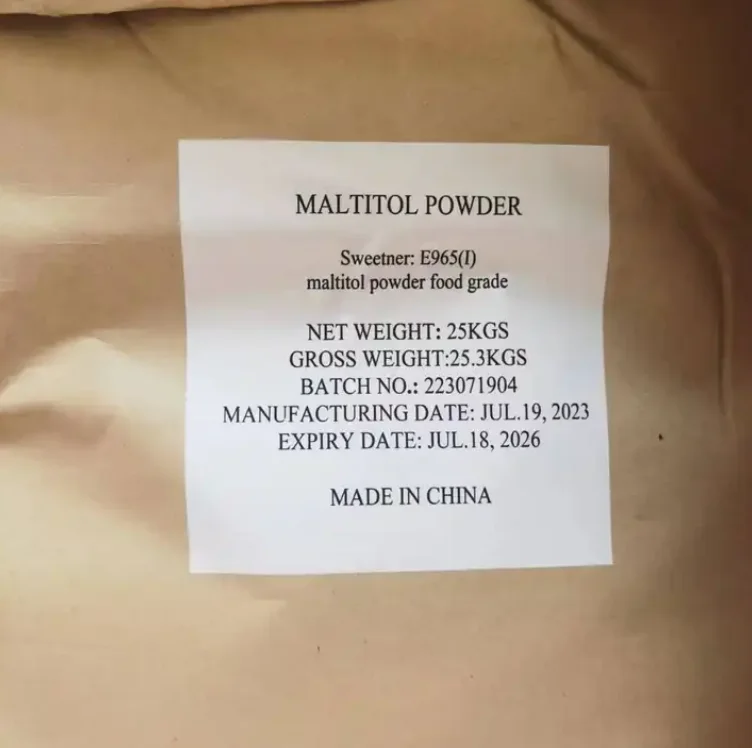 MALTITOL POWDER
Sweetner: E965(I)
maltitol powder food grade
NET WEIGHT: 25KGS
GROSS WEIGHT:25.3KGS
BATCH NO.: 223071904
MANUFACTURING DATE: JUL.19, 2023
EXPIRY DATE: JUL.18, 2026
MADE IN CHINA